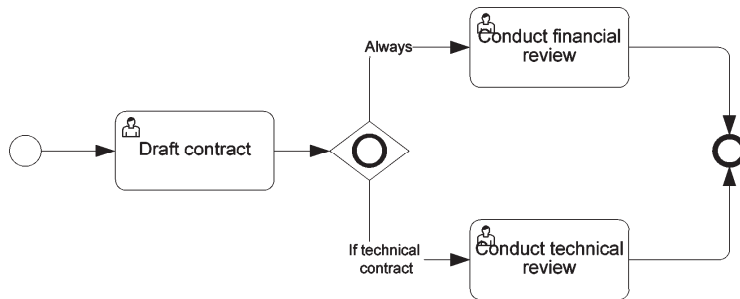 Conduct financial
review
Always
Draft contract
If technical
contract
Conduct technical
review